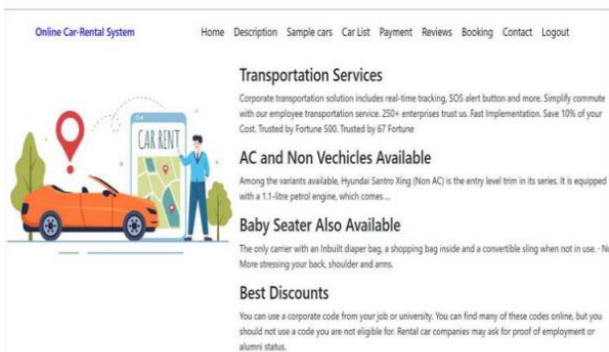 Online Car-Rental System
Home Description Sample cars Car List Payment Reviews Booking Contact Logout
Transportation Services
Corporate transportation solution includes real-time tracking, SOS alert button and more. Simplify commute
with our employee transportation service. 250+ enterprises trust us. Fast Implementation. Save 10% of your
Cost. Trusted by Fortune 500. Trusted by 67 Fortune
CAR RENT
AC and Non Vechicles Available
Among the variants available, Hyundai Santro Xing (Non AC) is the entry level trim in its series. It is equipped
with a 1.1-litre petrol engine, which comes ...
Baby Seater Also Available
The only carrier with an Inbuilt diaper bag, a shopping bag inside and a convertible sling when not in use. - No
More stressing your back, shoulder and arms.
Best Discounts
You can use a corporate code from your job or university. You can find many of these codes online, but you
should not use a code you are not eligible for. Rental car companies may ask for proof of employment or
alumni status.